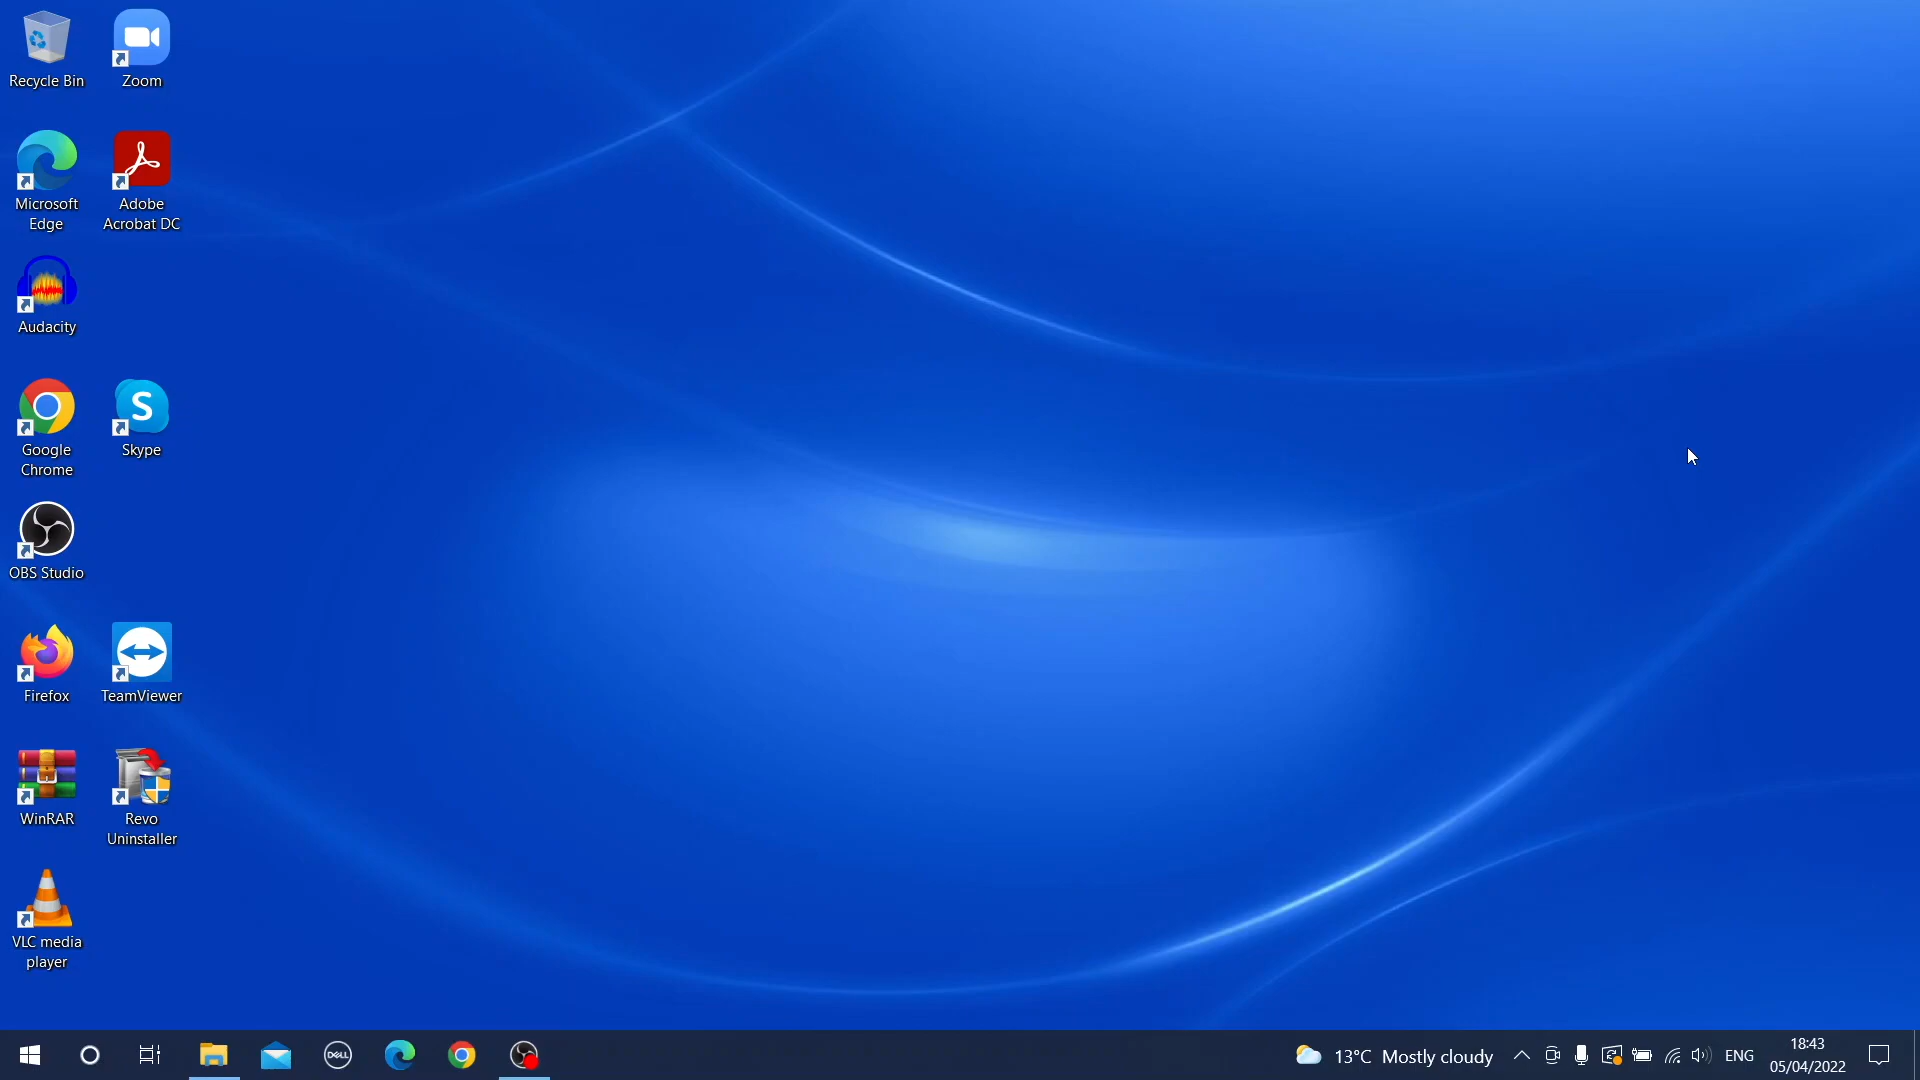 Recycle Bin
Zoom
Microsoft
Edge
Adobe
Acrobat DC
Audacity
Google
Chrome
S
Skype
OBS Studio
Firefox
TeamViewer
WinRAR
Revo
Uninstaller
VLC media
player
DELL
13°C Mostly cloudy
ENG
18:43
05/04/2022